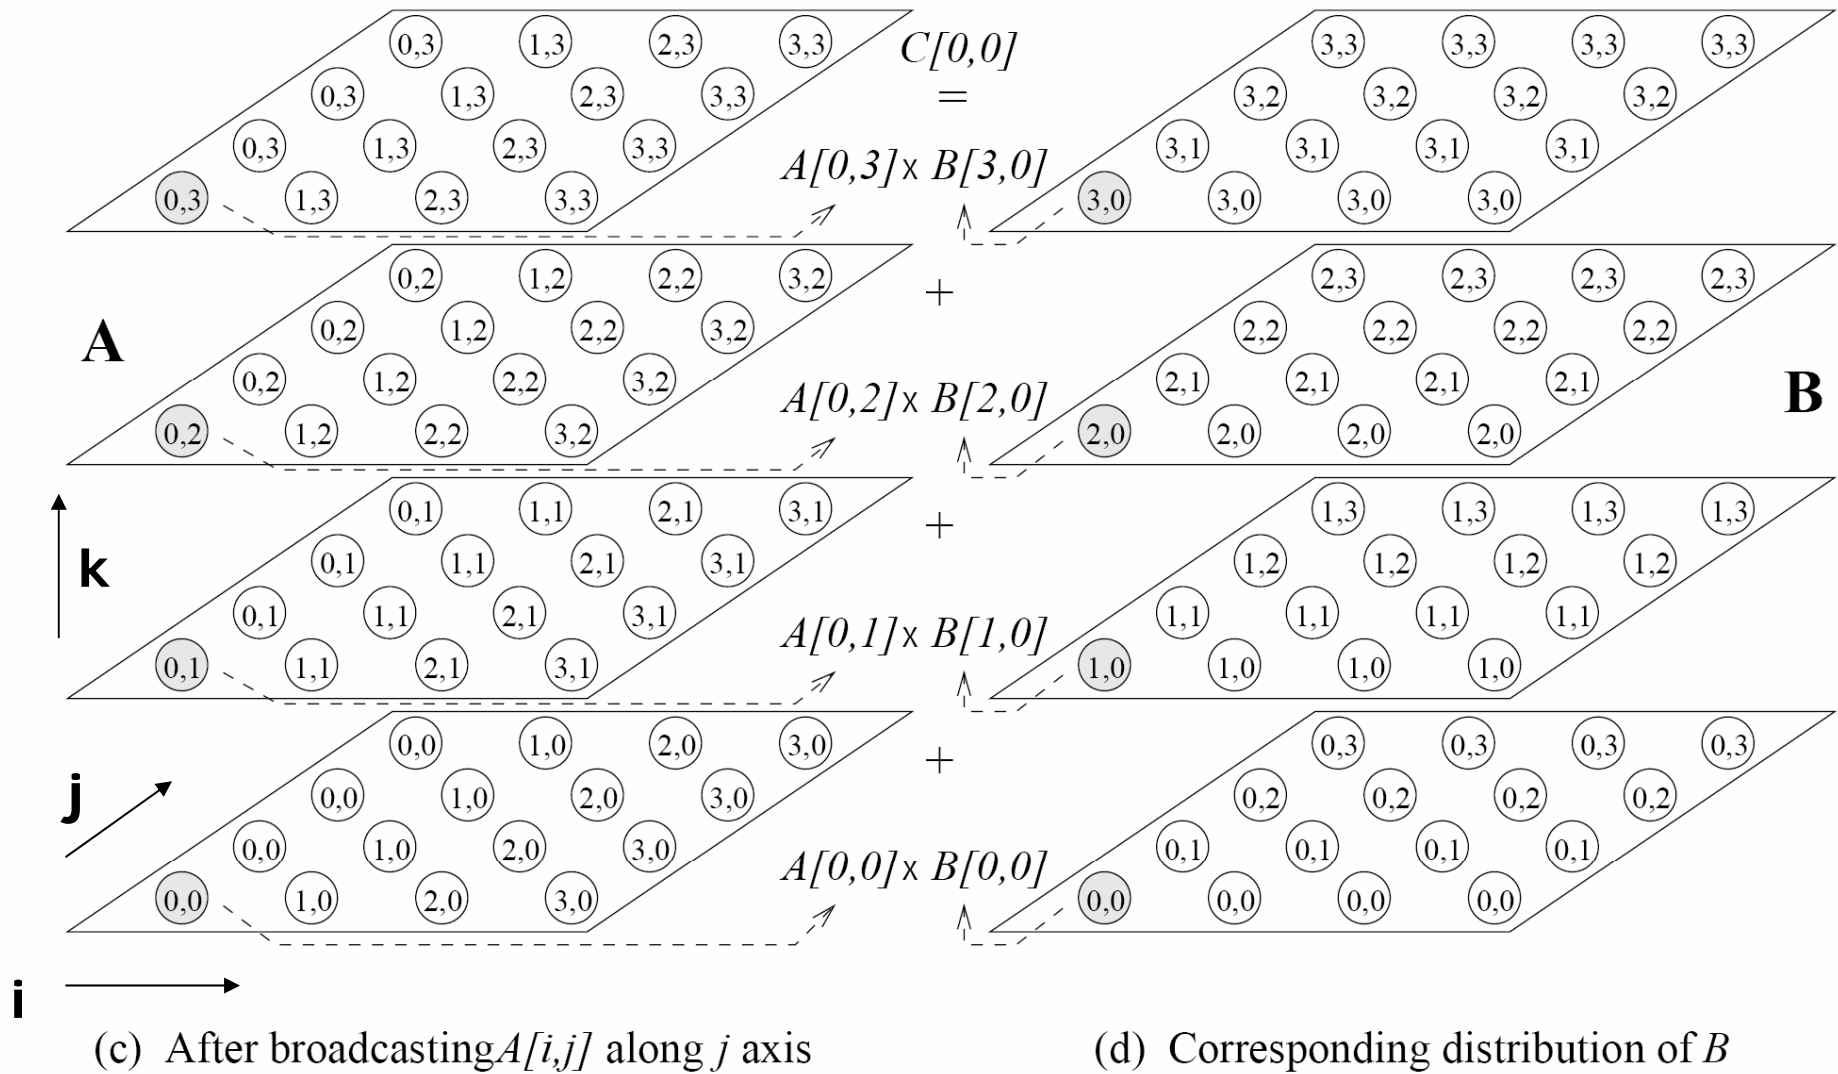 0,3 1,3 2,3 3,3 C[0,0] 3,3 3,3 3,3 3,3
0,3 1,3 2,3 3,3 = 3,2 3,2 3,2 3,2
0,3 1,3 2,3 3,3 A[0,3] x B[3,0] 3,1 3,1 3,1 3,1
0,3 1,3 2,3 3,3 3,0 3,0 3,0 3,0
0,2 1,2 2,2 3,2 + 2,3 2,3 2,3 2,3
A 0,2 1,2 2,2 3,2 2,2 2,2 2,2 2,2
0,2 1,2 2,2 3,2 A[0,2] x B[2,0] 2,1 2,1 2,1 2,1 B
0,2 1,2 2,2 3,2 2,0 2,0 2,0 2,0
0,1 1,1 2,1 3,1 + 1,3 1,3 1,3 1,3
k 0,1 1,1 2,1 3,1 1,2 1,2 1,2 1,2
0,1 1,1 2,1 3,1 A[0,1] x B[1,0] 1,1 1,1 1,1 1,1
0,1 1,1 2,1 3,1 1,0 1,0 1,0 1,0
0,0 1,0 2,0 3,0 + 0,3 0,3 0,3 0,3
j 0,0 1,0 2,0 3,0 0,2 0,2 0,2 0,2
0,0 1,0 2,0 3,0 A[0,0] x B[0,0] 0,1 0,1 0,1 0,1
0,0 1,0 2,0 3,0 0,0 0,0 0,0 0,0
i
(c) After broadcastingA[i,j] along j axis
(d) Corresponding distribution of B